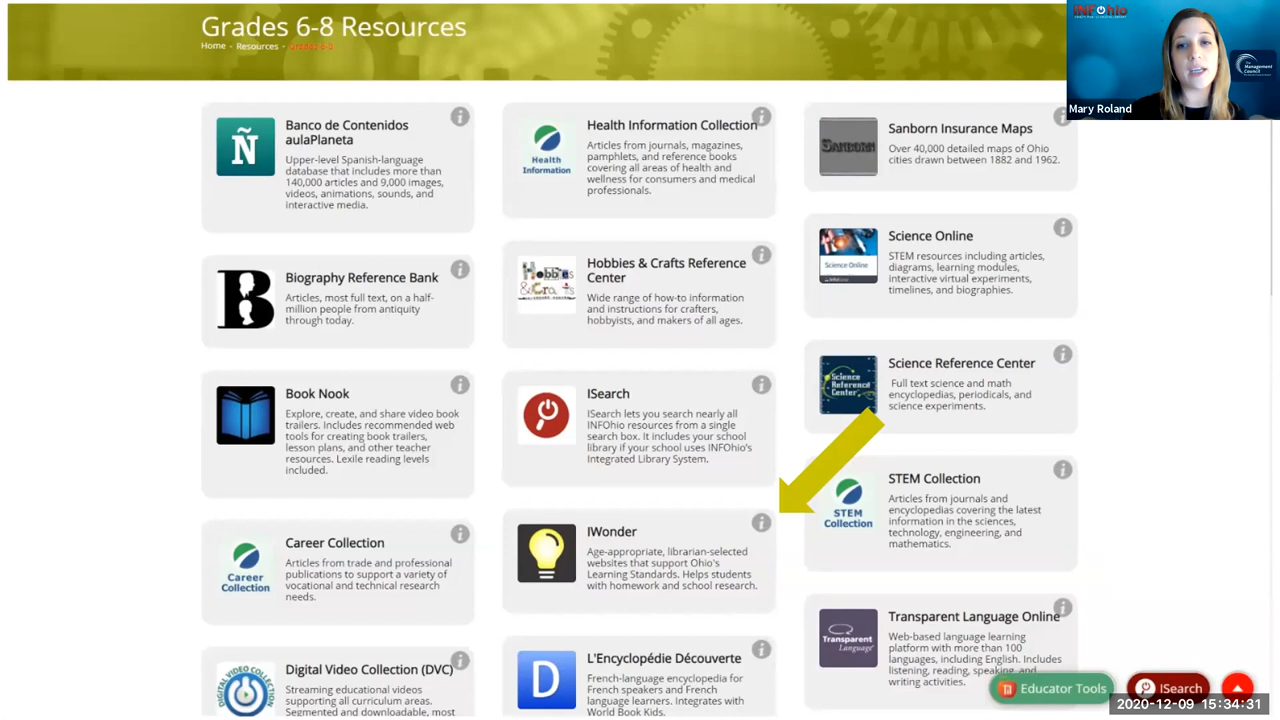 Grades 6-8 Resources
Home - Resources - Grades 6-8
INFOhio
The Management Council
Mary Roland
Ñ
Banco de Contenidos
aulaPlaneta
Upper-level Spanish-language
database that includes more than
140,000 articles and 9,000 images,
videos, animations, sounds, and
interactive media.
B
Biography Reference Bank
Articles, most full text, on a half-
million people from antiquity
through today.
Book Nook
Explore, create, and share video book
trailers. Includes recommended web
tools for creating book trailers,
lesson plans, and other teacher
resources. Lexile reading levels
included.
Career
Collection
Career Collection
Articles from trade and professional
publications to support a variety of
vocational and technical research
needs.
DIGITAL VIDEO COLLECTION
Digital Video Collection (DVC)
Streaming educational videos
supporting all curriculum areas.
Segmented and downloadable, most
Health
Information
Health Information Collection
Articles from journals, magazines,
pamphlets, and reference books
covering all areas of health and
wellness for consumers and medical
professionals.
Hobbies
& Crafts
Hobbies & Crafts Reference
Center
Wide range of how-to information
and instructions for crafters,
hobbyists, and makers of all ages.
ISearch
ISearch lets you search nearly all
INFOhio resources from a single
search box. It includes your school
library if your school uses INFOhio's
Integrated Library System.
IWonder
Age-appropriate, librarian-selected
websites that support Ohio's
Learning Standards. Helps students
with homework and school research.
D
L'Encyclopédie Découverte
French-language encyclopedia for
French speakers and French
language learners. Integrates with
World Book Kids.
SANBORN
Sanborn Insurance Maps
Over 40,000 detailed maps of Ohio
cities drawn between 1882 and 1962.
Science Online
Science Online
STEM resources including articles,
diagrams, learning modules,
interactive virtual experiments,
timelines, and biographies.
Science
Reference
Center
Science Reference Center
Full text science and math
encyclopedias, periodicals, and
science experiments.
STEM
Collection
STEM Collection
Articles from journals and
encyclopedias covering the latest
information in the sciences,
technology, engineering, and
mathematics.
Transparent
Language
Transparent Language Online
Web-based language learning
platform with more than 100
languages, including English. Includes
listening, reading, speaking, and
writing activities.
Educator Tools
ISearch
2020-12-09 15:34:31